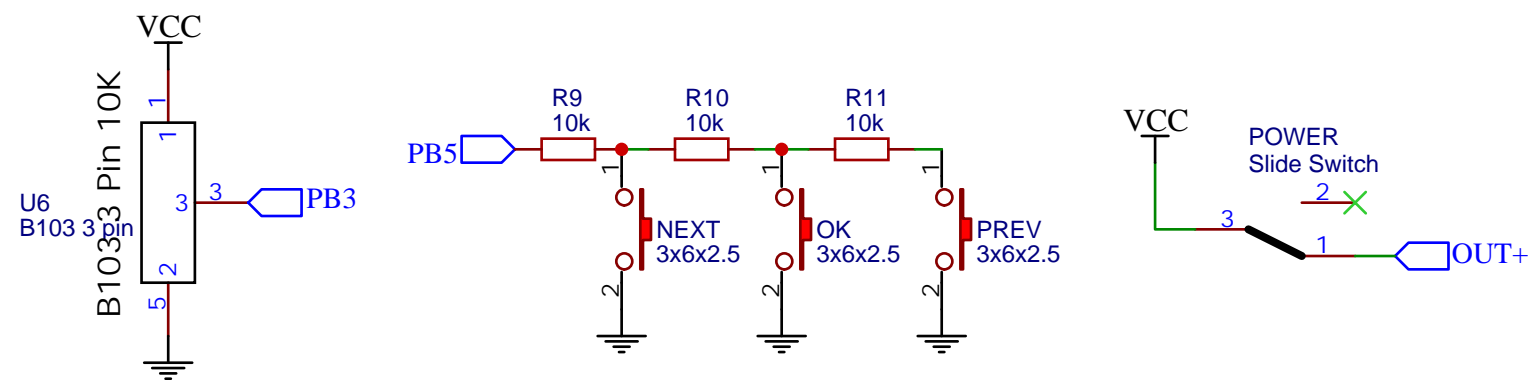 VCC
1
1
B103 3 Pin 10K
U6
B103 3 pin
3
3
PB3
2
5
PB5
R9
10k
R10
10k
R11
10k
1
NEXT
3x6x2.5
2
1
OK
3x6x2.5
2
1
PREV
3x6x2.5
2
VCC
POWER
Slide Switch
2
3
1
OUT+